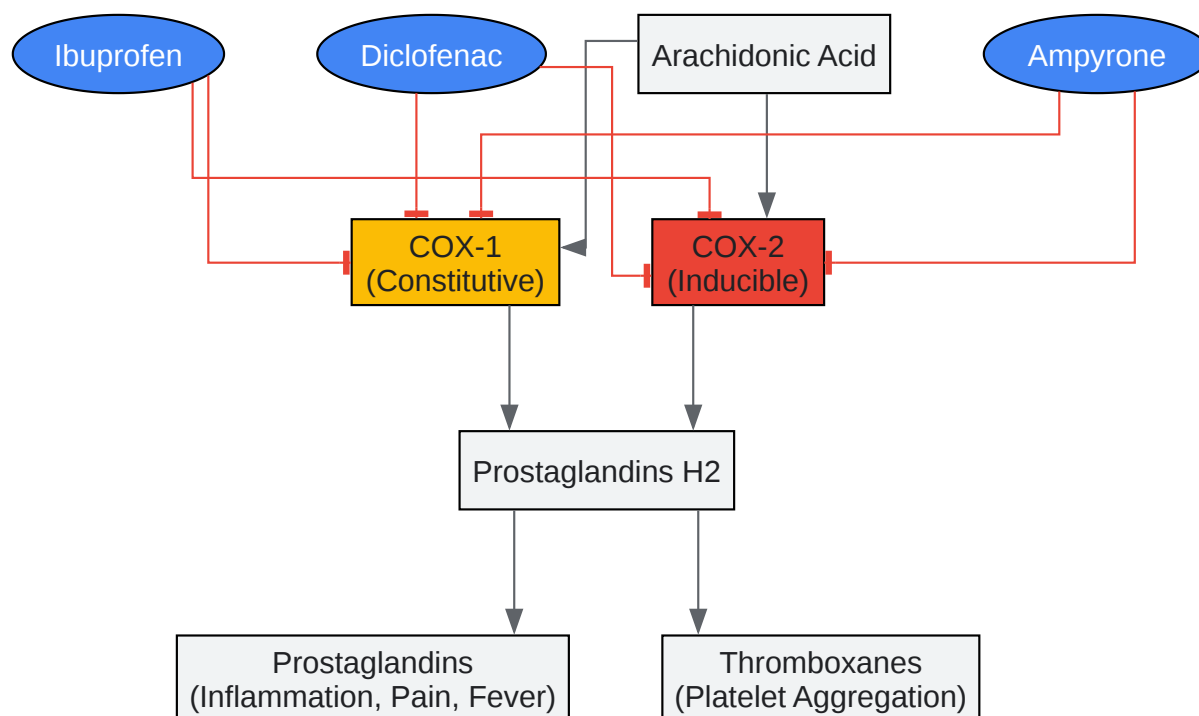 Ibuprofen
Diclofenac
Arachidonic Acid
Ampyrone
COX-1
(Constitutive)
COX-2
(Inducible)
Prostaglandins H2
Prostaglandins
(Inflammation, Pain, Fever)
Thromboxanes
(Platelet Aggregation)